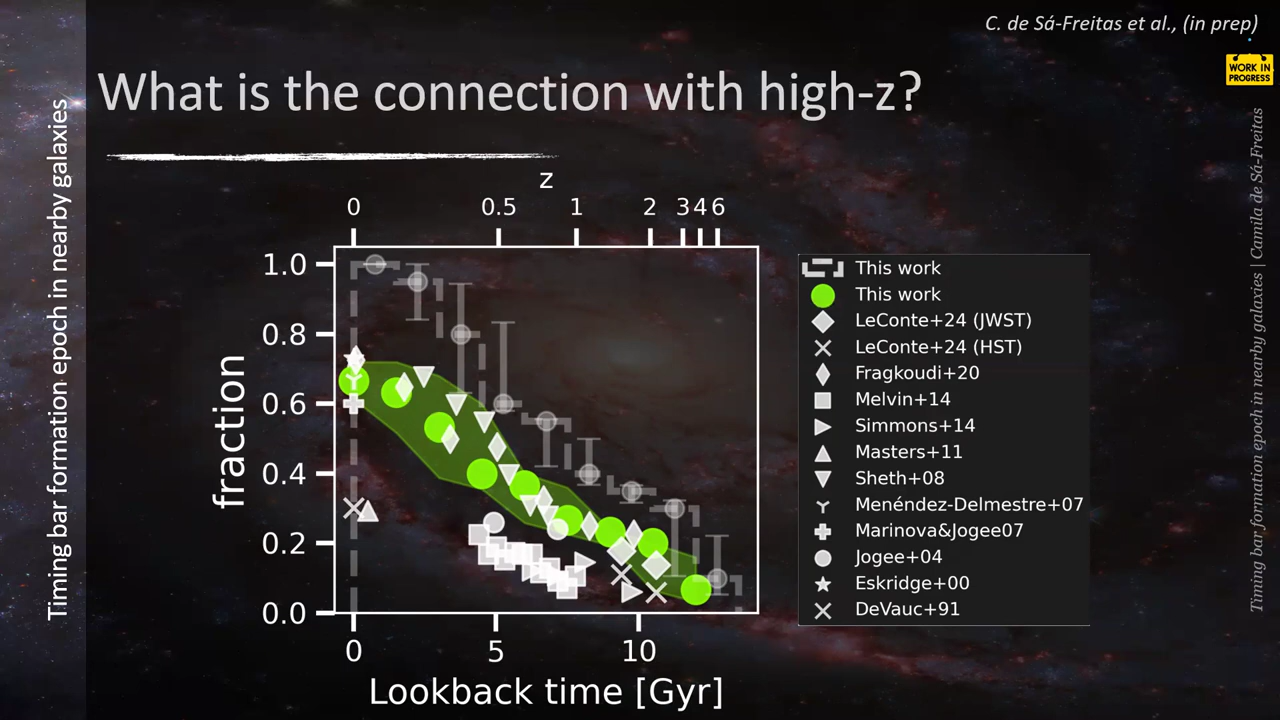 C. de Sá-Freitas et al., (in prep)
WORK IN
PROGRESS
What is the connection with high-z?
Timing bar formation epoch in nearby galaxies
z
0 0.5 1 2 3 4 6
1.0
0.8
0.6
0.4
0.2
0.0
fraction
0 5 10
Lookback time [Gyr]
This work
This work
LeConte+24 (JWST)
LeConte+24 (HST)
Fragkoudi+20
Melvin+14
Simmons+14
Masters+11
Sheth+08
Menéndez-Delmestre+07
Marinova&Jogee07
Jogee+04
Eskridge+00
DeVauc+91
Timing bar formation epoch in nearby galaxies | Camila de Sá-Freitas